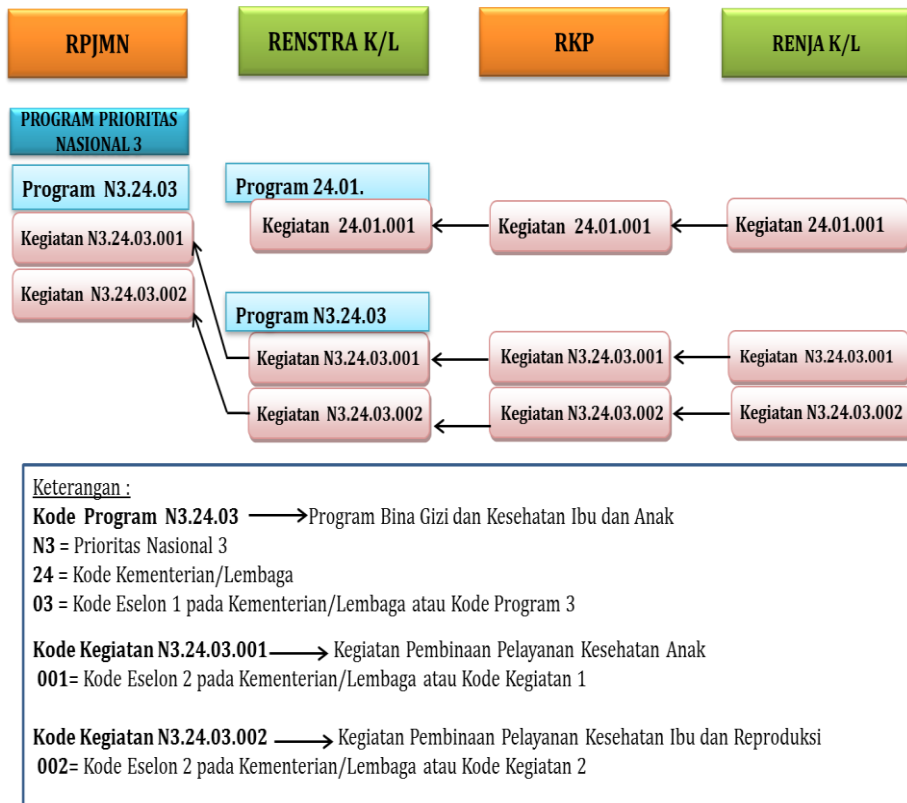 RPJMN
RENSTRA K/L
RKP
RENJA K/L
PROGRAM PRIORITAS
NASIONAL 3
Program N3.24.03
Kegiatan N3.24.03.001
Kegiatan N3.24.03.002
Program 24.01.
Kegiatan 24.01.001
Kegiatan 24.01.001
Kegiatan 24.01.001
Program N3.24.03
Kegiatan N3.24.03.001
Kegiatan N3.24.03.001
Kegiatan N3.24.03.001
Kegiatan N3.24.03.002
Kegiatan N3.24.03.002
Kegiatan N3.24.03.002
Keterangan :
Kode Program N3.24.03 → Program Bina Gizi dan Kesehatan Ibu dan Anak
N3 = Prioritas Nasional 3
24 = Kode Kementerian/Lembaga
03 = Kode Eselon 1 pada Kementerian/Lembaga atau Kode Program 3
Kode Kegiatan N3.24.03.001 → Kegiatan Pembinaan Pelayanan Kesehatan Anak
001= Kode Eselon 2 pada Kementerian/Lembaga atau Kode Kegiatan 1
Kode Kegiatan N3.24.03.002 → Kegiatan Pembinaan Pelayanan Kesehatan Ibu dan Reproduksi
002= Kode Eselon 2 pada Kementerian/Lembaga atau Kode Kegiatan 2